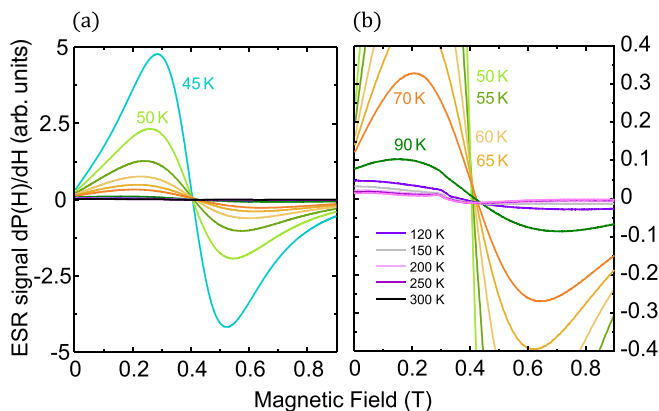 (a)
(b)
ESR signal dP(H)/dH (arb. units)
5
2.5
0
-2.5
-5
45 K
50 K
0 0.2 0.4 0.6 0.8
0.4
0.3
0.2
0.1
0
-0.1
-0.2
-0.3
-0.4
50 K
55 K
70 K
60 K
65 K
90 K
120 K
150 K
200 K
250 K
300 K
0 0.2 0.4 0.6 0.8
Magnetic Field (T)